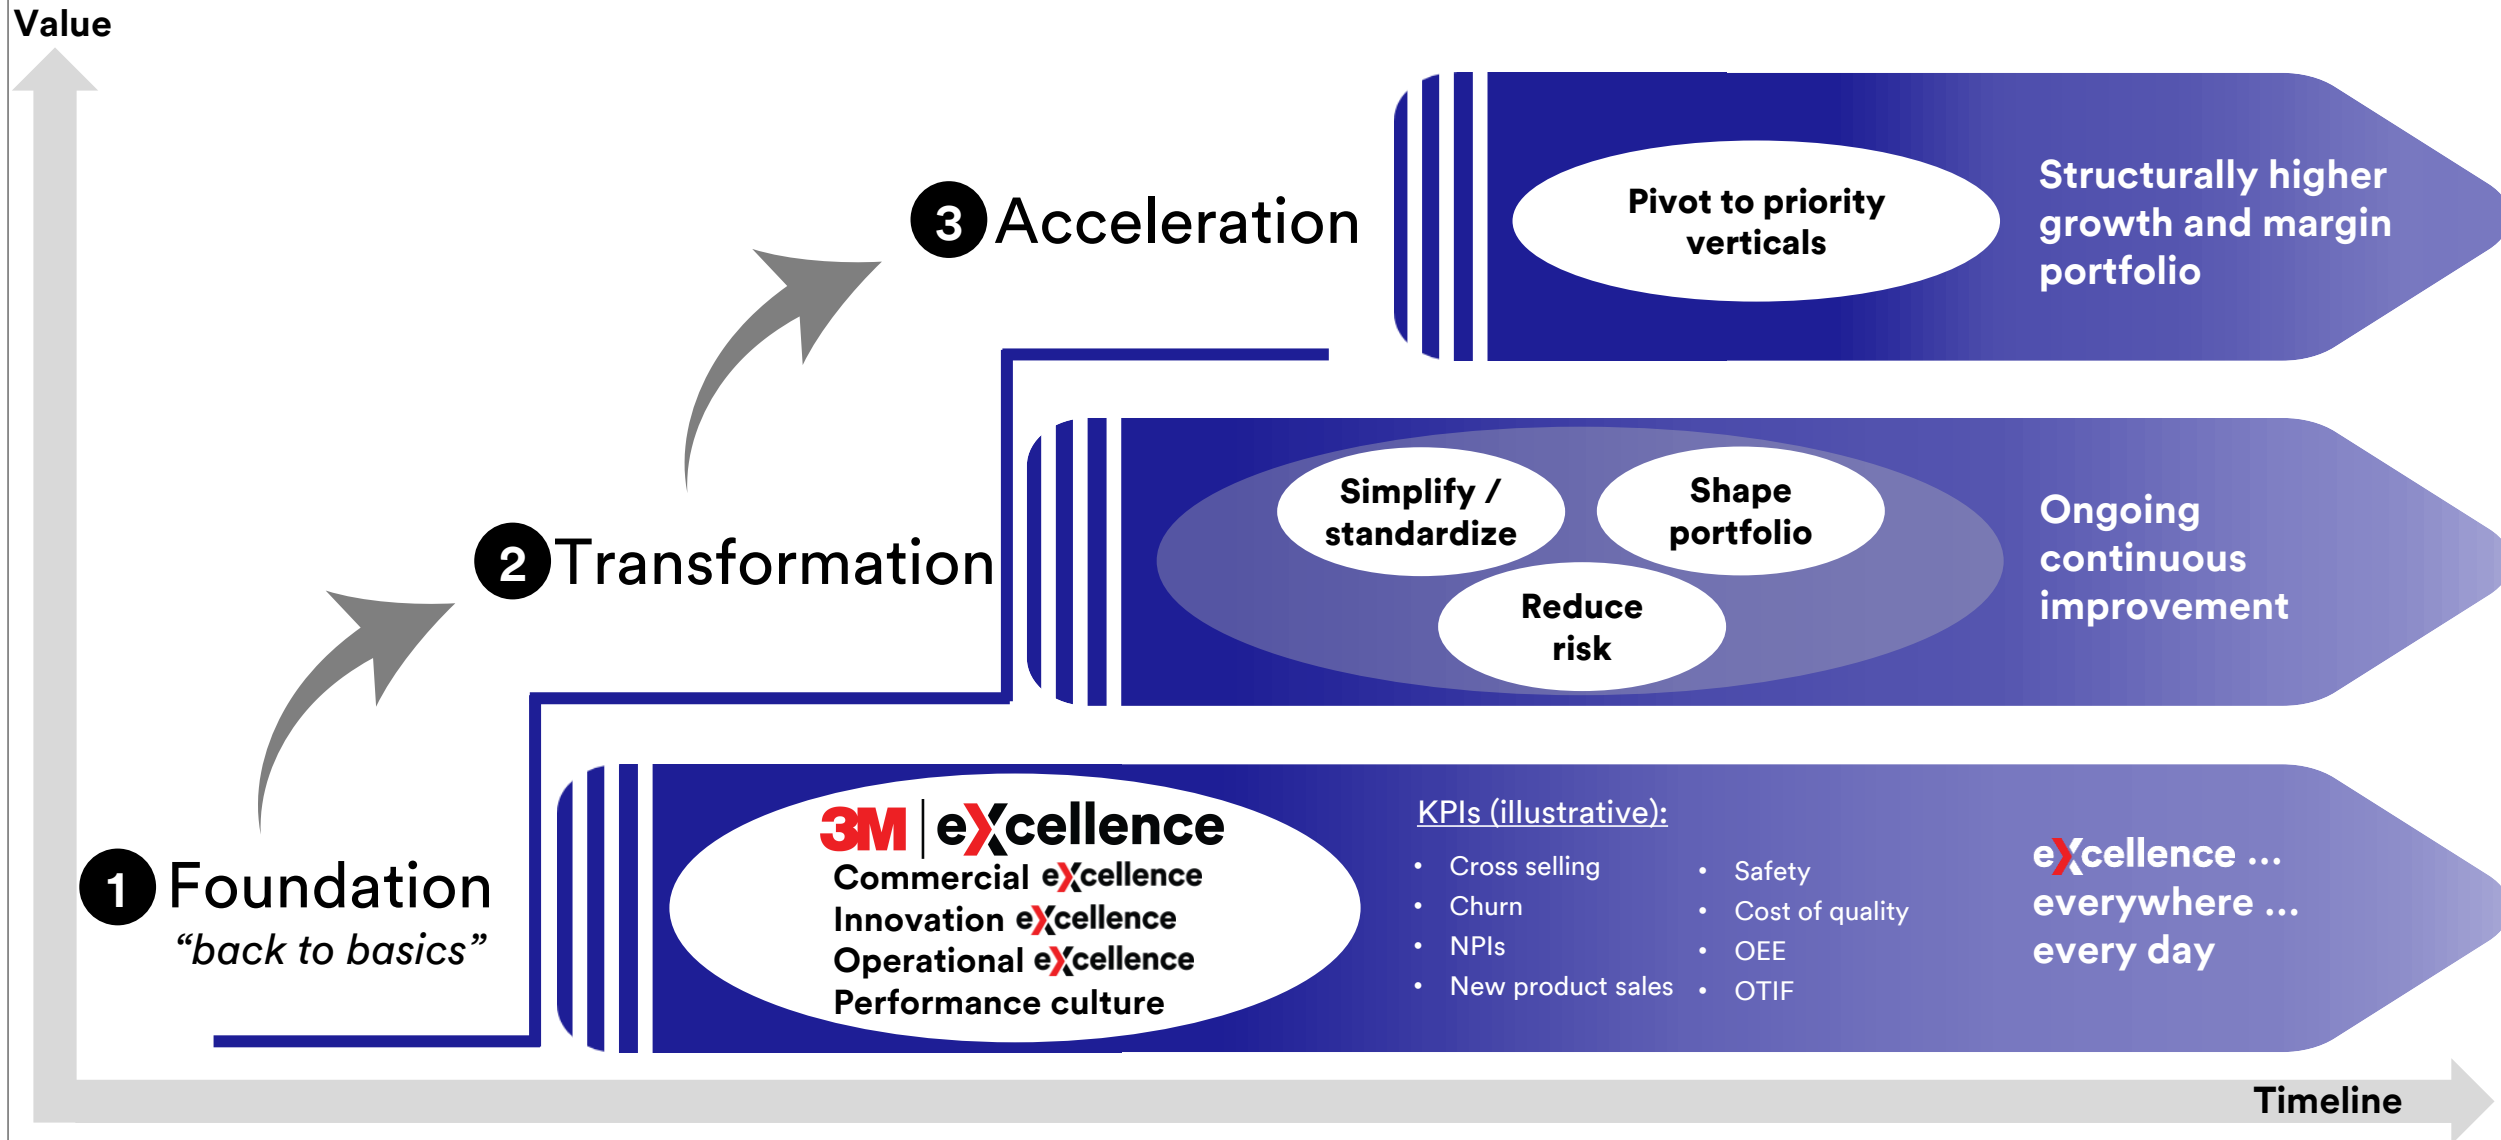 Value
3 Acceleration
Pivot to priority
verticals
Structurally higher
growth and margin
portfolio
2 Transformation
Simplify /
standardize
Shape
portfolio
Reduce
risk
Ongoing
continuous
improvement
1 Foundation
“back to basics”
3M | eXcellence
Commercial eXcellence
Innovation eXcellence
Operational eXcellence
Performance culture
KPIs (illustrative):
• Cross selling
• Churn
• NPIs
• New product sales
• Safety
• Cost of quality
• OEE
• OTIF
eXcellence ...
everywhere ...
every day
Timeline